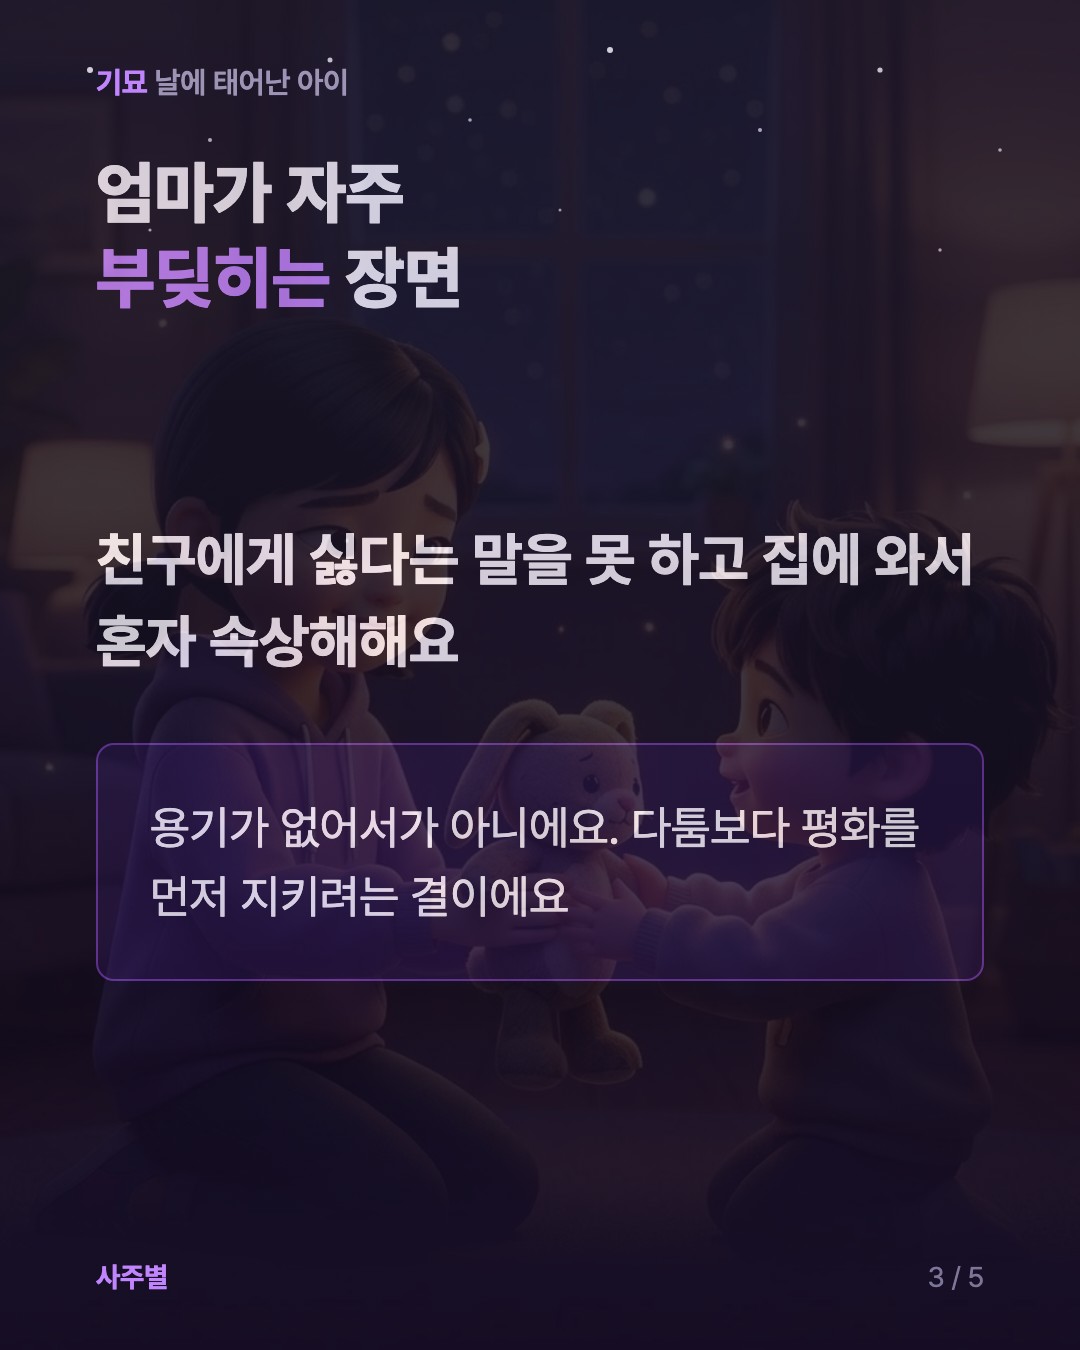 기묘 날에 태어난 아이
엄마가 자주
부딪히는 장면
친구에게 싫다는 말을 못 하고 집에 와서
혼자 속상해해요
용기가 없어서가 아니에요. 다툼보다 평화를
먼저 지키려는 결이에요
사주별
3 / 5